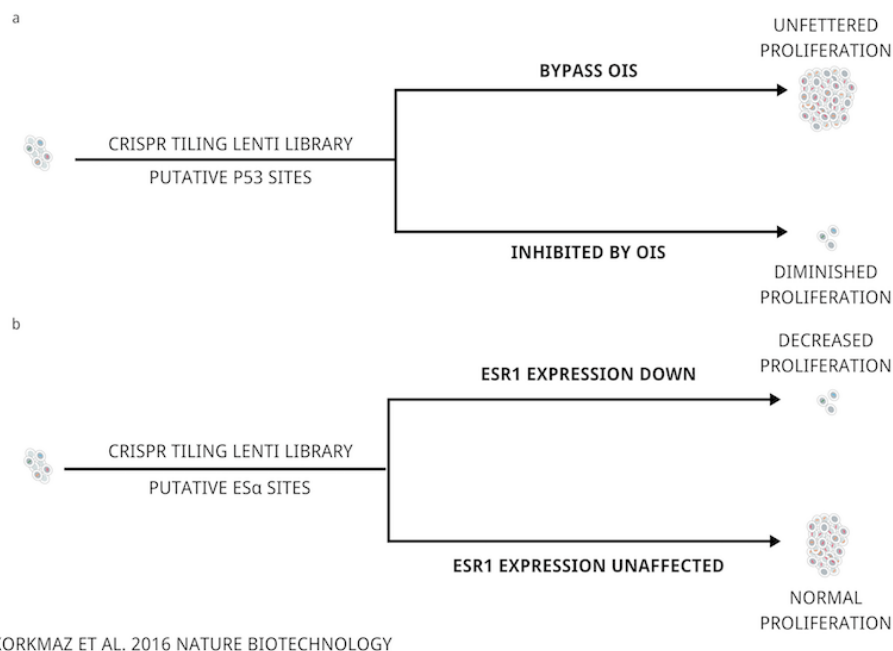 a
UNFETTERED
PROLIFERATION
BYPASS OIS
CRISPR TILING LENTI LIBRARY
PUTATIVE P53 SITES
INHIBITED BY OIS
DIMINISHED
PROLIFERATION
b
DECREASED
PROLIFERATION
ESR1 EXPRESSION DOWN
CRISPR TILING LENTI LIBRARY
PUTATIVE ESα SITES
ESR1 EXPRESSION UNAFFECTED
NORMAL
PROLIFERATION
KORKMAZ ET AL. 2016 NATURE BIOTECHNOLOGY